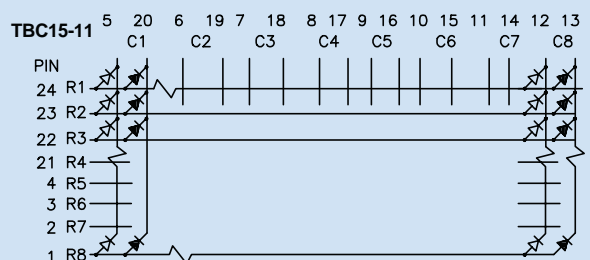 5 20 6 19 7 18 8 17 9 16 10 15 11 14 12 13
TBC15-11
C1 C2 C3 C4 C5 C6 C7 C8
PIN
24 R1
23 R2
22 R3
21 R4
4 R5
3 R6
2 R7
1 R8